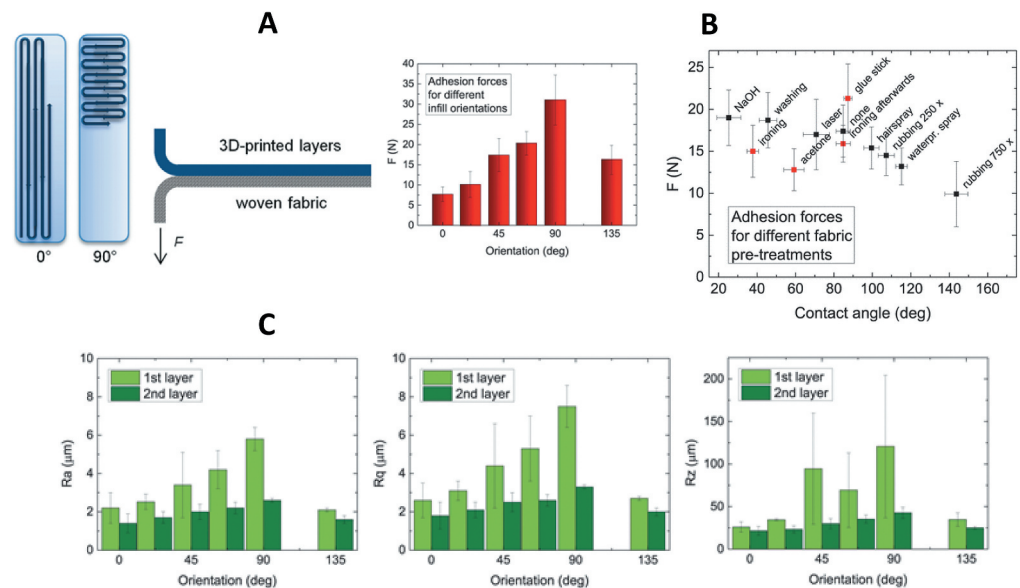 A
0°
90°
3D-printed layers
woven fabric
F
Adhesion forces
for different
infill orientations
F (N)
40
35
30
25
20
15
10
5
0
0
45
90
135
Orientation (deg)
B
F (N)
25
20
15
10
5
0
NaOH
washing
ironing
acetone
laser
none
ironing afterwards
glue stick
hairspray
rubbing 250 x
waterpr. spray
rubbing 750 x
Adhesion forces
for different fabric
pre-treatments
20
40
60
80
100
120
140
160
Contact angle (deg)
C
Ra (µm)
10
8
6
4
2
0
1st layer
2nd layer
0
45
90
135
Orientation (deg)
Rq (µm)
10
8
6
4
2
0
1st layer
2nd layer
0
45
90
135
Orientation (deg)
Rz (µm)
200
150
100
50
0
1st layer
2nd layer
0
45
90
135
Orientation (deg)